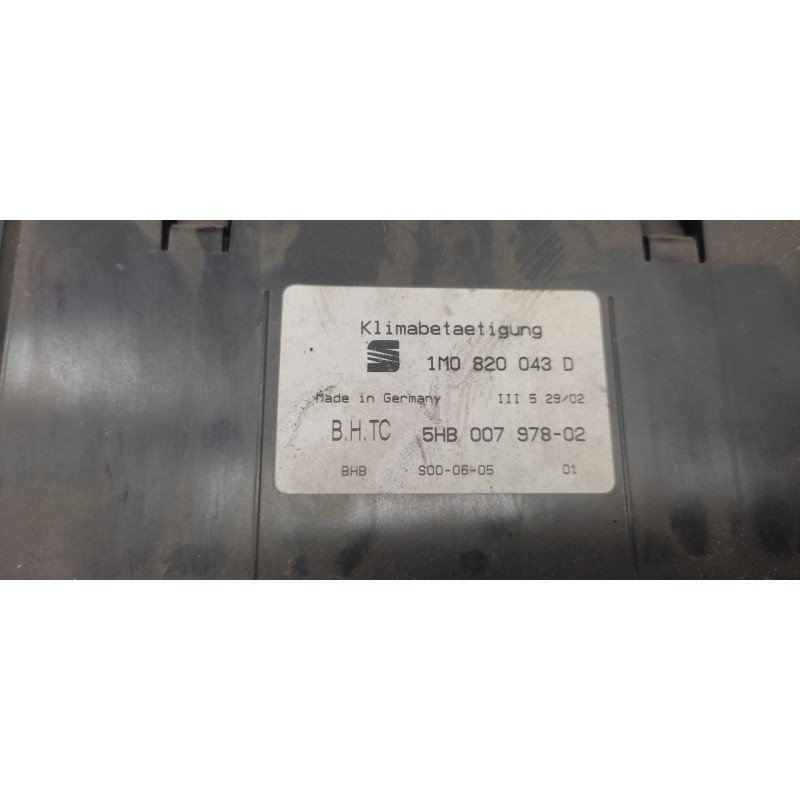 Klimabetaetigung
1M0 820 043 D
Made in Germany III 5 29/02
B.H.TC 5HB 007 978-02
BHB S00-06-05 01